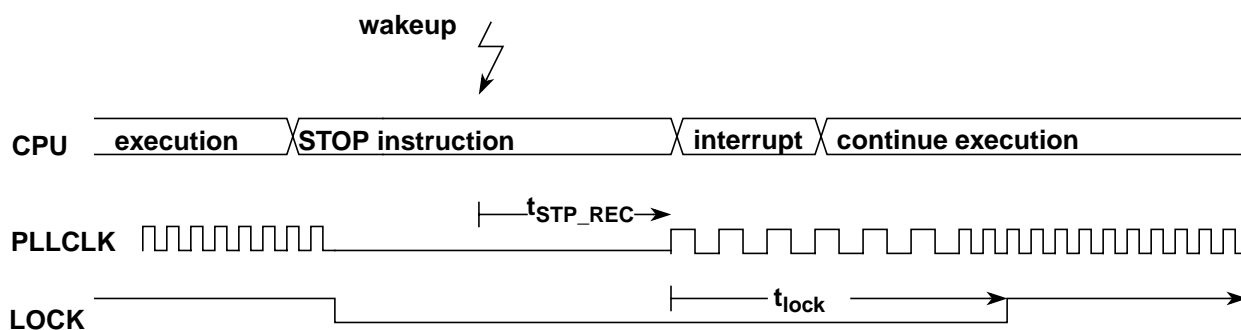 wakeup
CPU execution STOP instruction interrupt continue execution
tSTP_REC
PLLCLK
tlock
LOCK